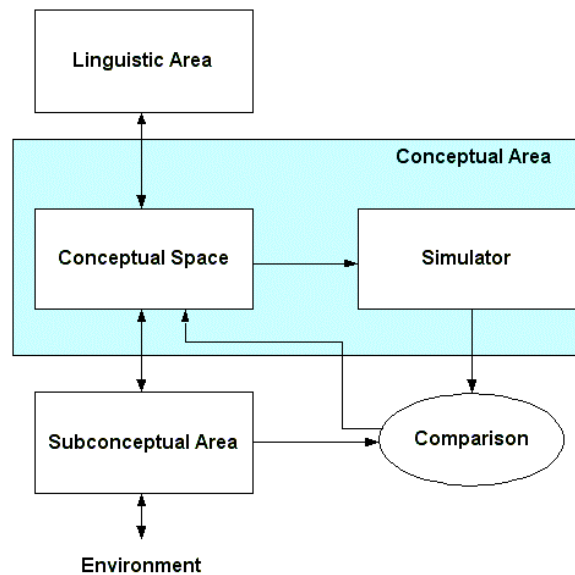 Linguistic Area
Conceptual Area
Conceptual Space
Simulator
Subconceptual Area
Comparison
Environment